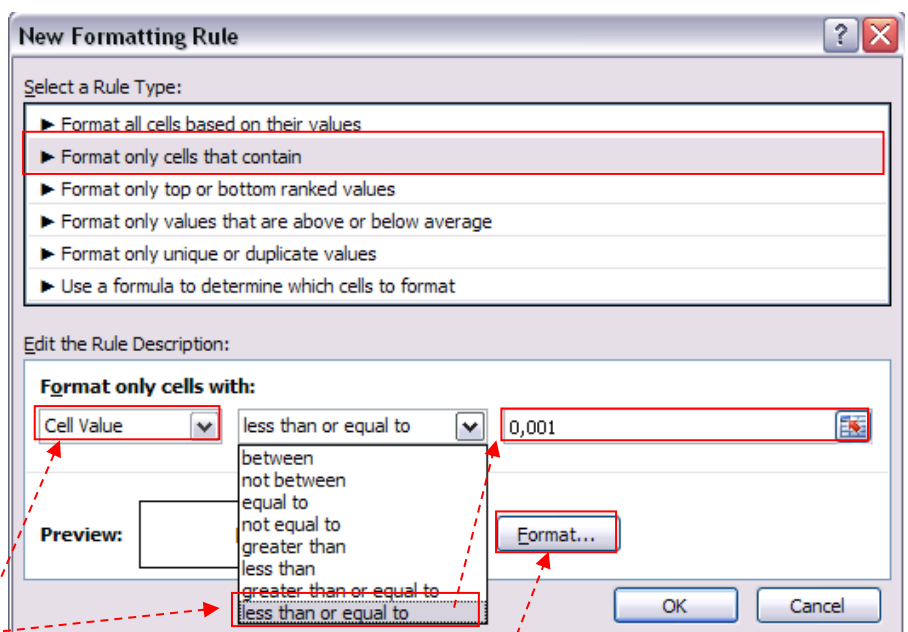 New Formatting Rule
Select a Rule Type:
► Format all cells based on their values
► Format only cells that contain
► Format only top or bottom ranked values
► Format only values that are above or below average
► Format only unique or duplicate values
► Use a formula to determine which cells to format
Edit the Rule Description:
Format only cells with:
Cell Value less than or equal to 0,001
between
not between
equal to
not equal to
greater than
less than
greater than or equal to
less than or equal to
Preview: Format...
OK Cancel